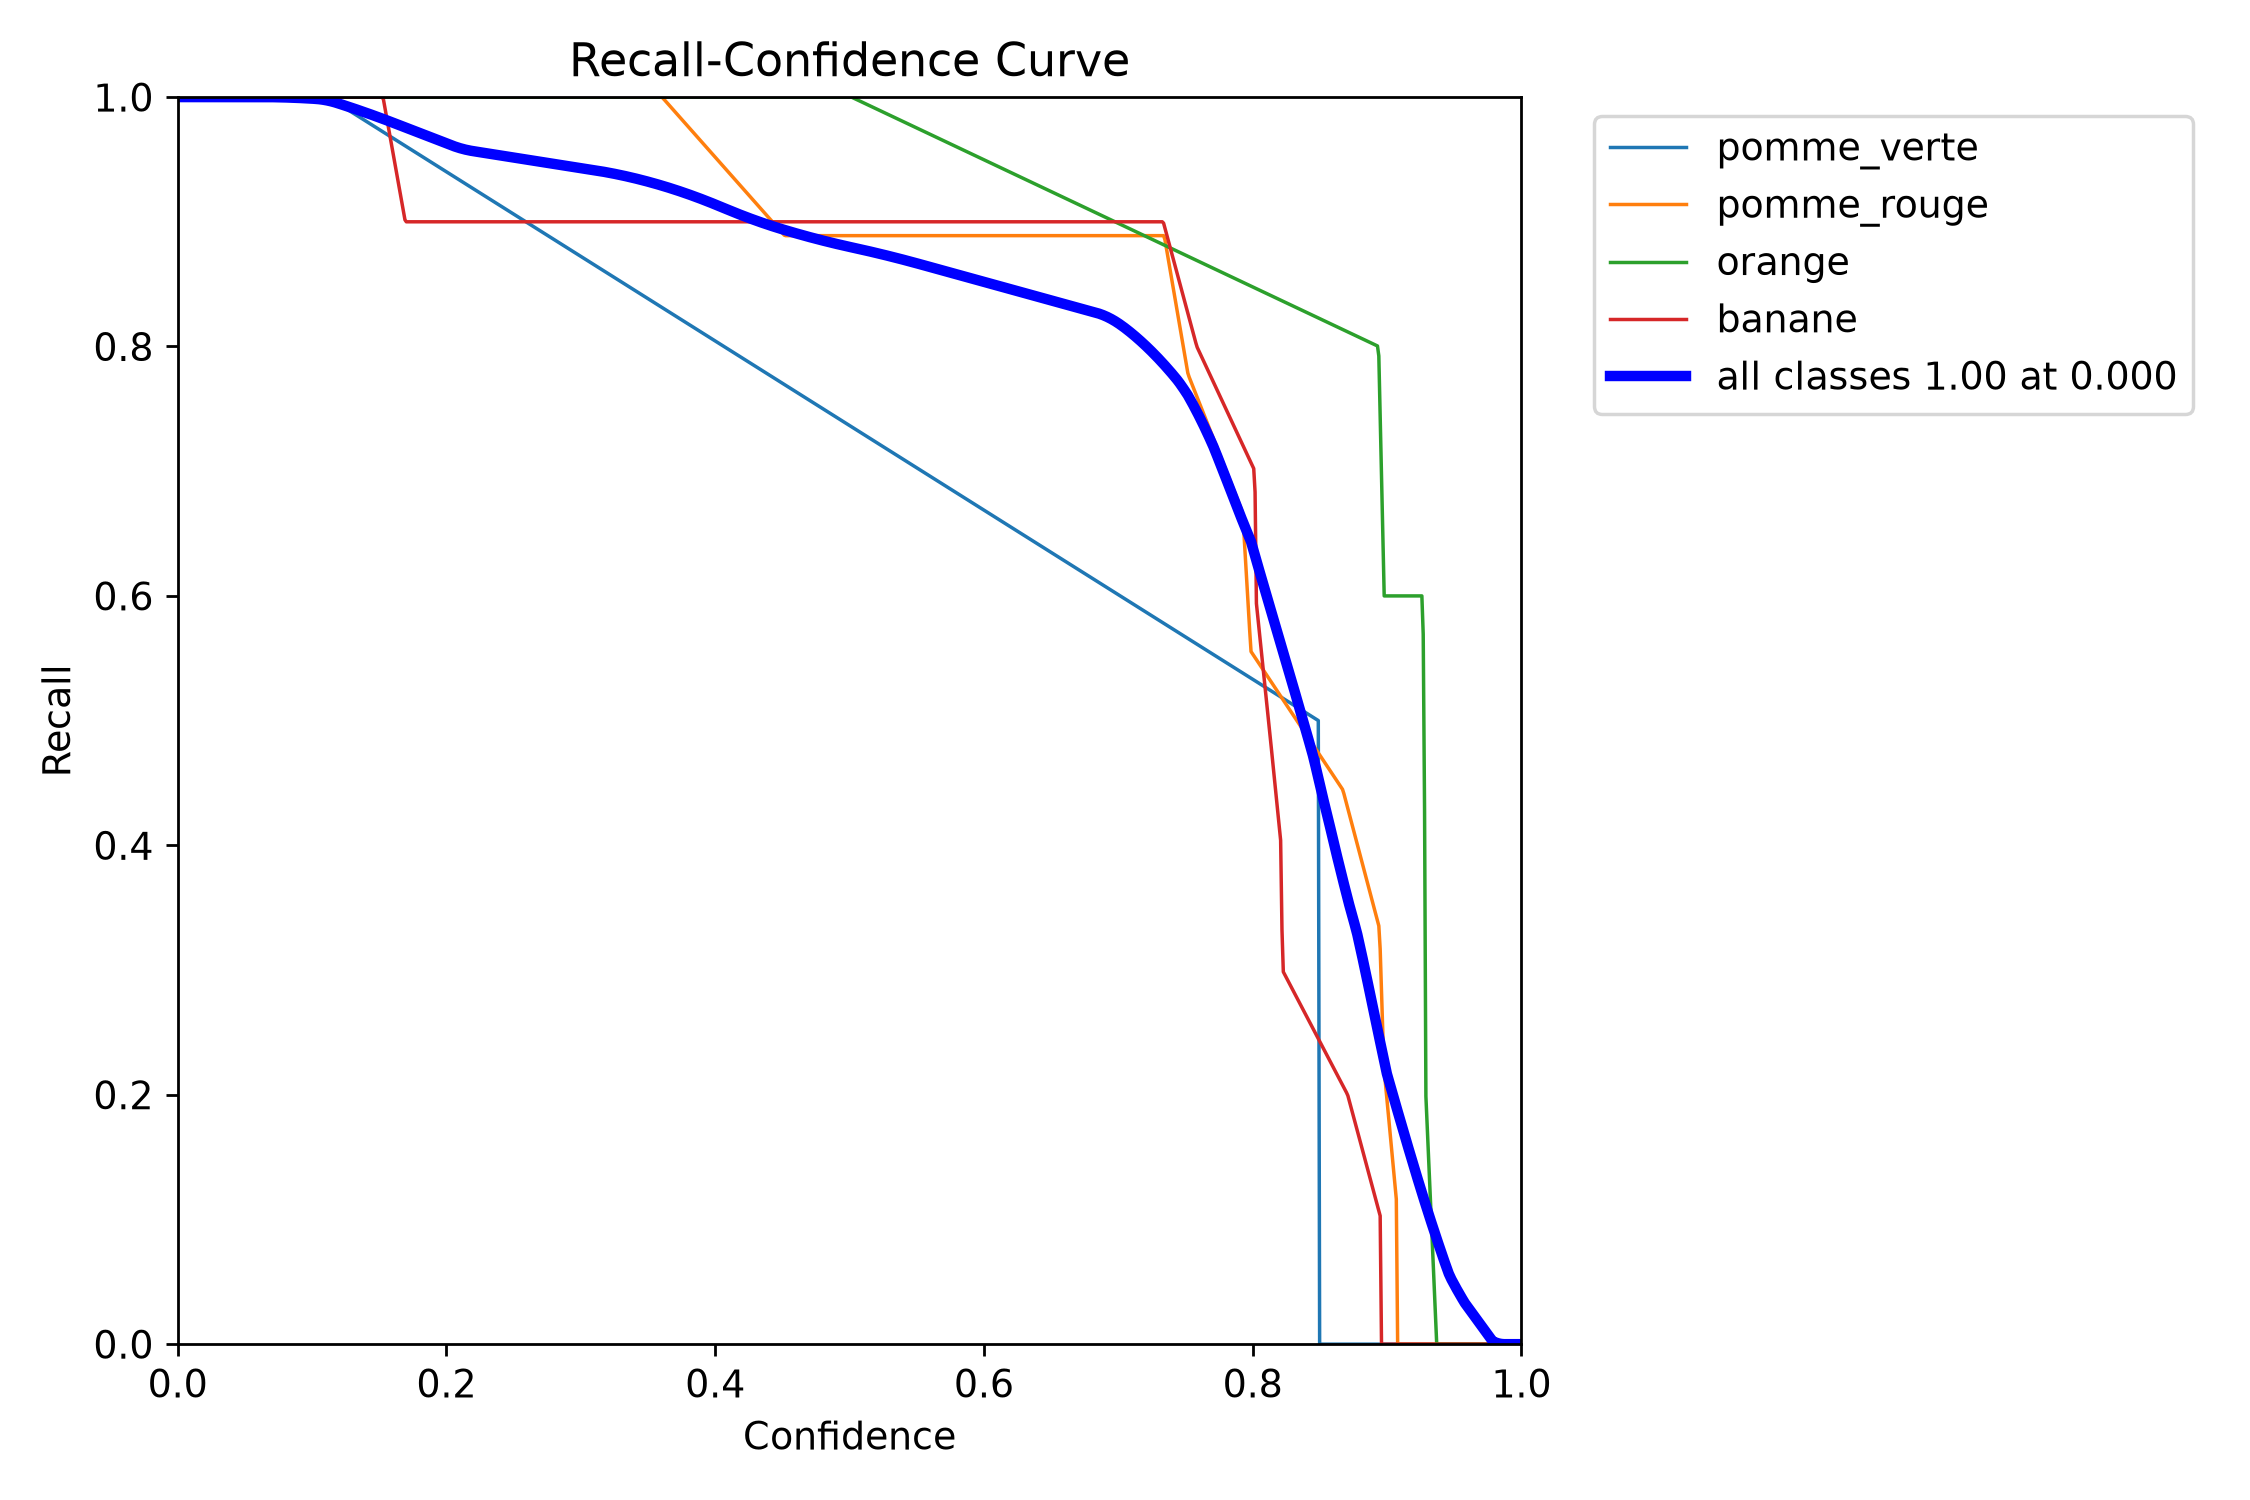 Recall-Confidence Curve
1.0
0.8
0.6
0.4
0.2
0.0
Recall
0.0 0.2 0.4 0.6 0.8 1.0
Confidence
pomme_verte
pomme_rouge
orange
banane
all classes 1.00 at 0.000